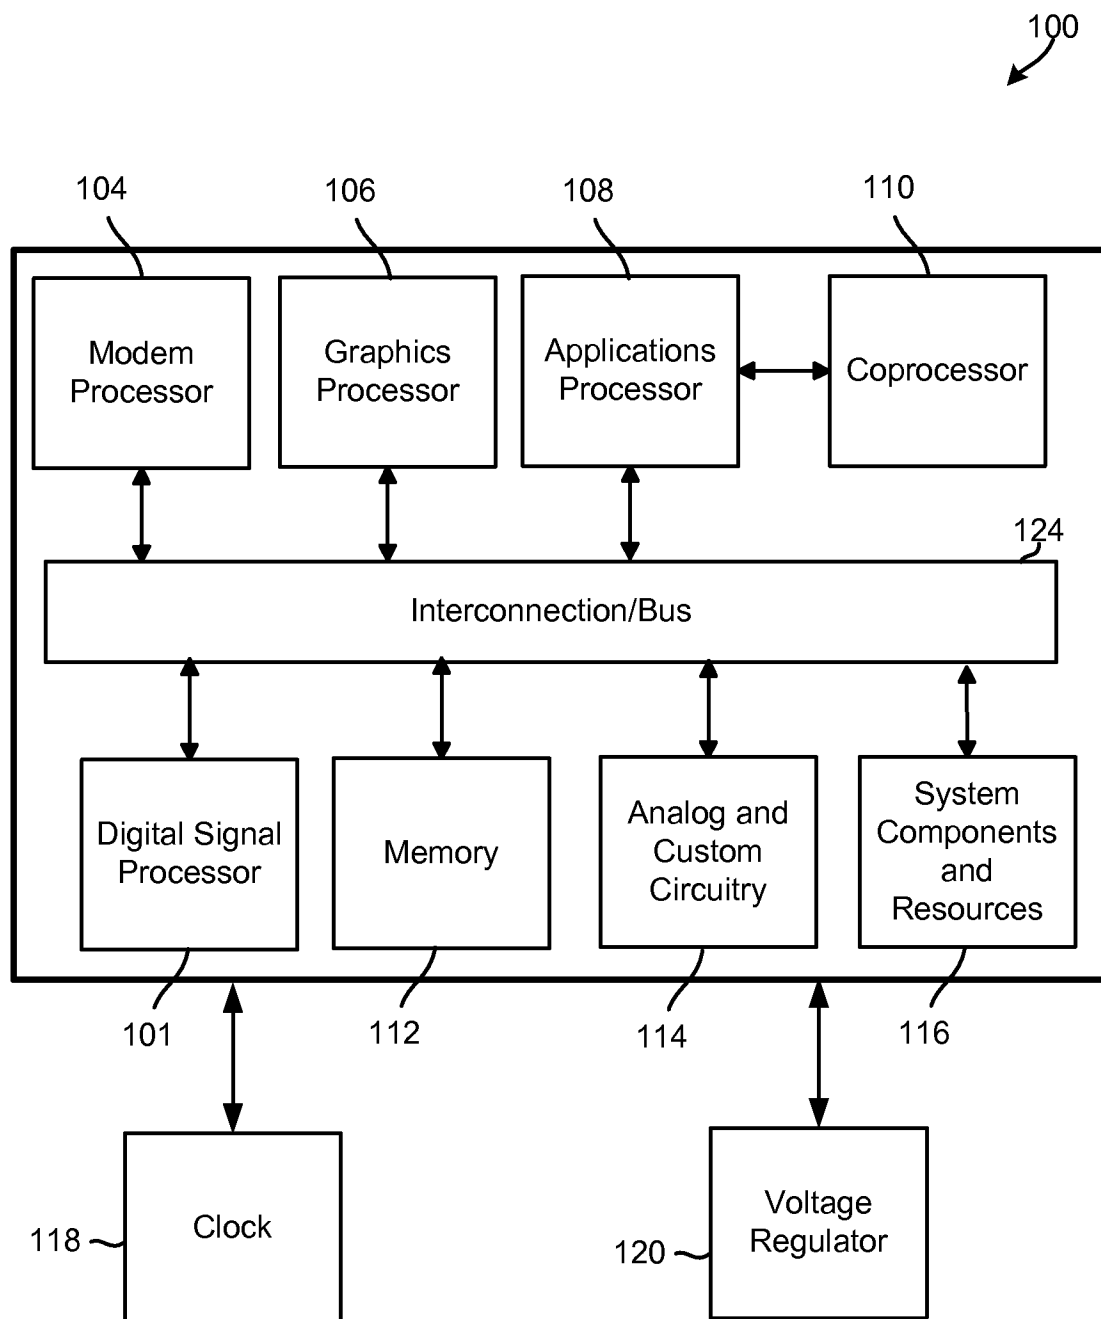 100
104
106
108
110
Modem
Processor
Graphics
Processor
Applications
Processor
Coprocessor
124
Interconnection/Bus
Digital Signal
Processor
Memory
Analog and
Custom
Circuitry
System
Components
and
Resources
101
112
114
116
Clock
118
Voltage
Regulator
120